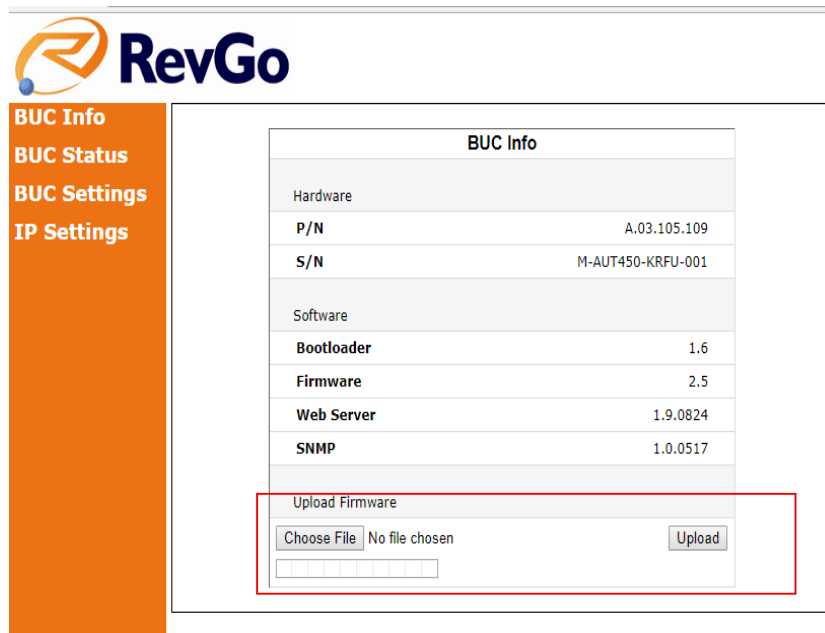 RevGo
BUC Info
BUC Status
BUC Settings
IP Settings
BUC Info
Hardware
P/N A.03.105.109
S/N M-AUT450-KRFU-001
Software
Bootloader 1.6
Firmware 2.5
Web Server 1.9.0824
SNMP 1.0.0517
Upload Firmware
Choose File No file chosen Upload